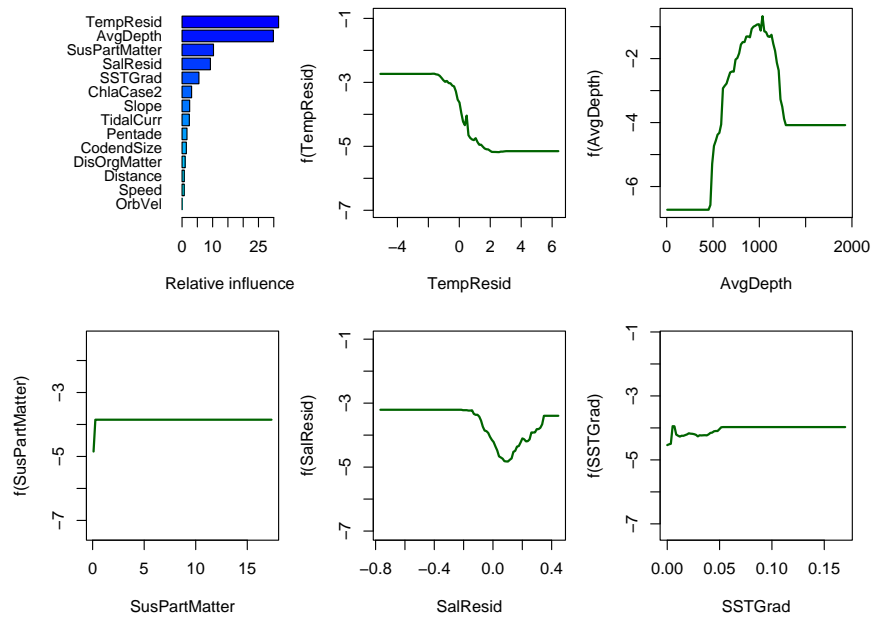 TempResid
AvgDepth
SusPartMatter
SalResid
SSTGrad
ChlaCase2
Slope
TidalCurr
Pentade
CodendSize
DisOrgMatter
Distance
Speed
OrbVel
0 10 25
Relative influence
f(TempResid)
−1
−3
−5
−7
−4 0 2 4 6
TempResid
f(AvgDepth)
−2
−4
−6
0 500 1000 2000
AvgDepth
f(SusPartMatter)
−3
−5
−7
0 5 10 15
SusPartMatter
f(SalResid)
−1
−3
−5
−7
−0.8 −0.4 0.0 0.4
SalResid
f(SSTGrad)
−1
−3
−5
−7
0.00 0.05 0.15
SSTGrad